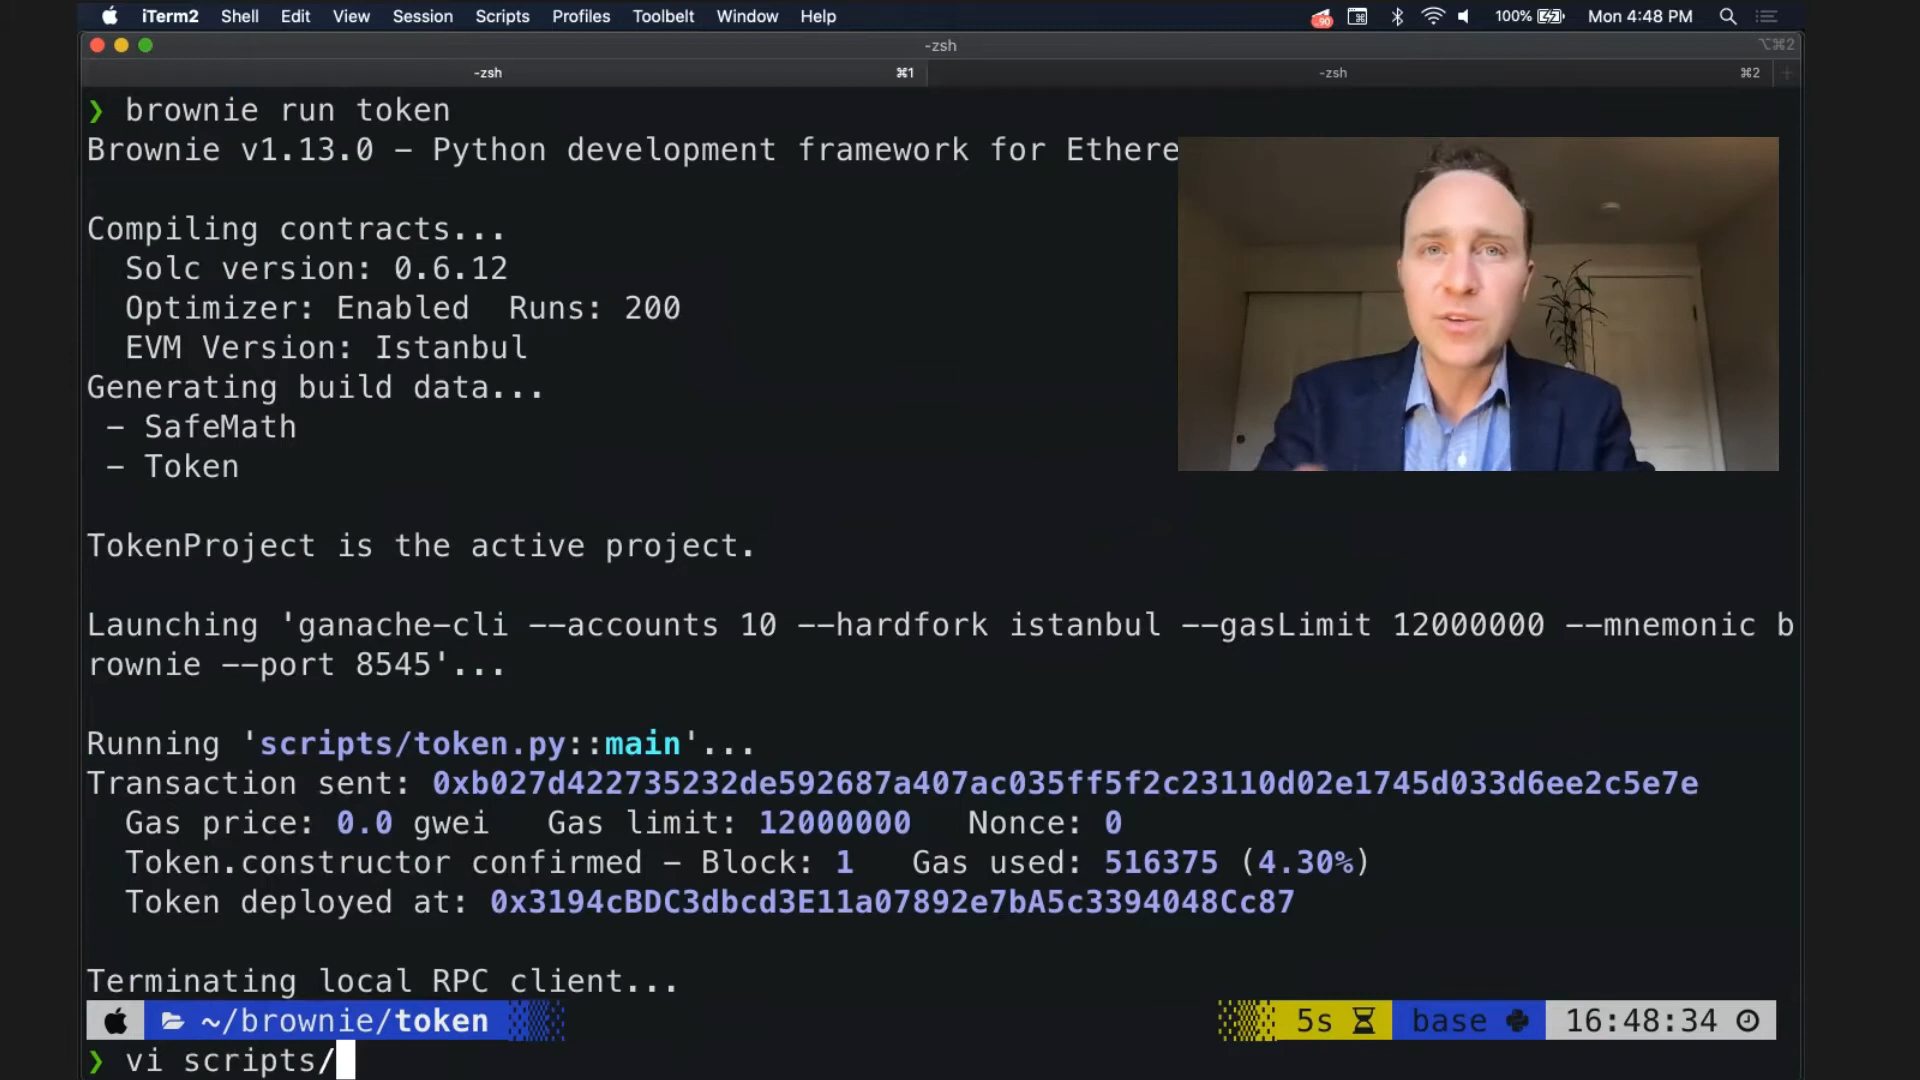 iTerm2 Shell Edit View Session Scripts Profiles Toolbelt Window Help 90 100% Mon 4:48 PM
-zsh ⌥⌘2
-zsh ⌘1 -zsh ⌘2 +
❯ brownie run token
Brownie v1.13.0 - Python development framework for Ethere
Compiling contracts...
Solc version: 0.6.12
Optimizer: Enabled Runs: 200
EVM Version: Istanbul
Generating build data...
- SafeMath
- Token
TokenProject is the active project.
Launching 'ganache-cli --accounts 10 --hardfork istanbul --gasLimit 12000000 --mnemonic b
rownie --port 8545'...
Running 'scripts/token.py::main'...
Transaction sent: 0xb027d422735232de592687a407ac035ff5f2c23110d02e1745d033d6ee2c5e7e
Gas price: 0.0 gwei Gas limit: 12000000 Nonce: 0
Token.constructor confirmed - Block: 1 Gas used: 516375 (4.30%)
Token deployed at: 0x3194cBDC3dbcd3E11a07892e7bA5c3394048Cc87
Terminating local RPC client...
~/brownie/token 5s base 16:48:34
❯ vi scripts/